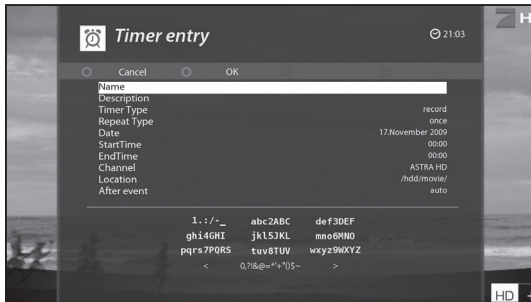 Timer entry
21:03
H
Cancel OK
Name
Description
Timer Type record
Repeat Type once
Date 17.November 2009
StartTime 00:00
EndTime 00:00
Channel ASTRA HD
Location /hdd/movie/
After event auto
1.:/-_ abc2ABC def3DEF
ghi4GHI jkl5JKL mno6MNO
pqrs7PQRS tuv8TUV wxyz9WXYZ
< 0,?!&@=*'+"()$~ >
HD